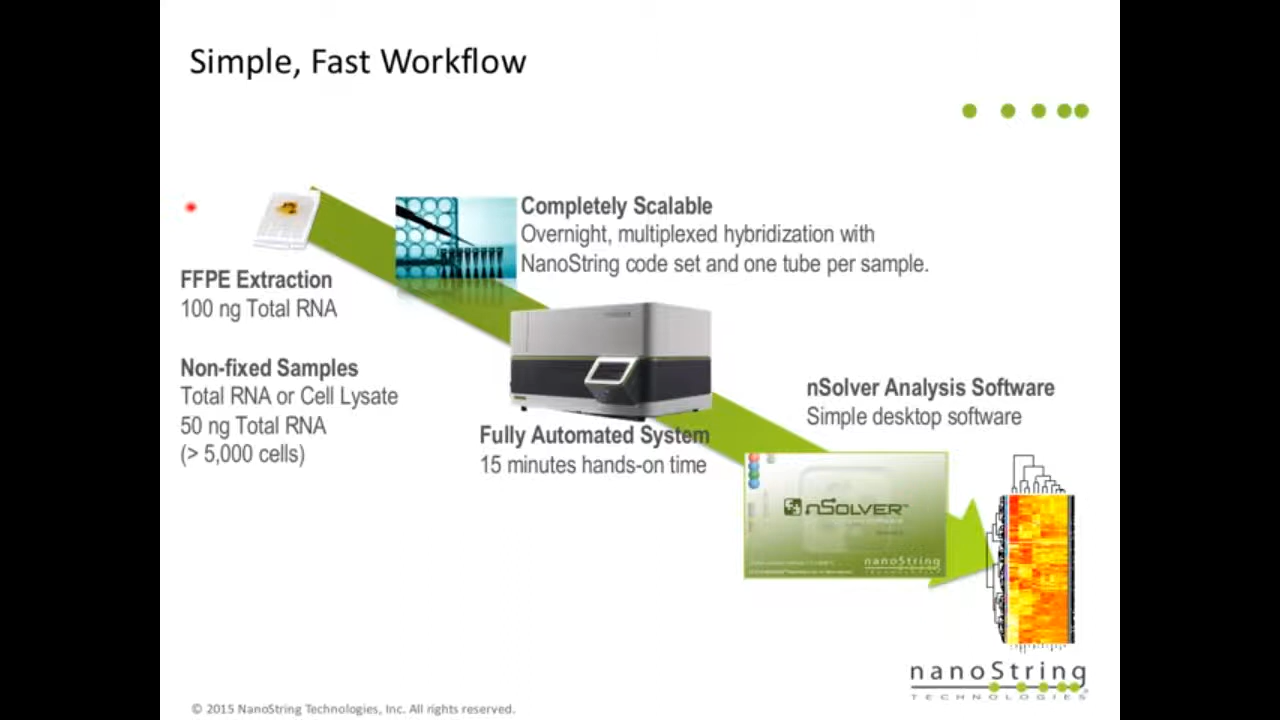 Simple, Fast Workflow
FFPE Extraction
100 ng Total RNA
Non-fixed Samples
Total RNA or Cell Lysate
50 ng Total RNA
(> 5,000 cells)
Completely Scalable
Overnight, multiplexed hybridization with
NanoString code set and one tube per sample.
Fully Automated System
15 minutes hands-on time
nSolver Analysis Software
Simple desktop software
nSOLVER™
nanoString
nanoString
TECHNOLOGIES
© 2015 NanoString Technologies, Inc. All rights reserved.